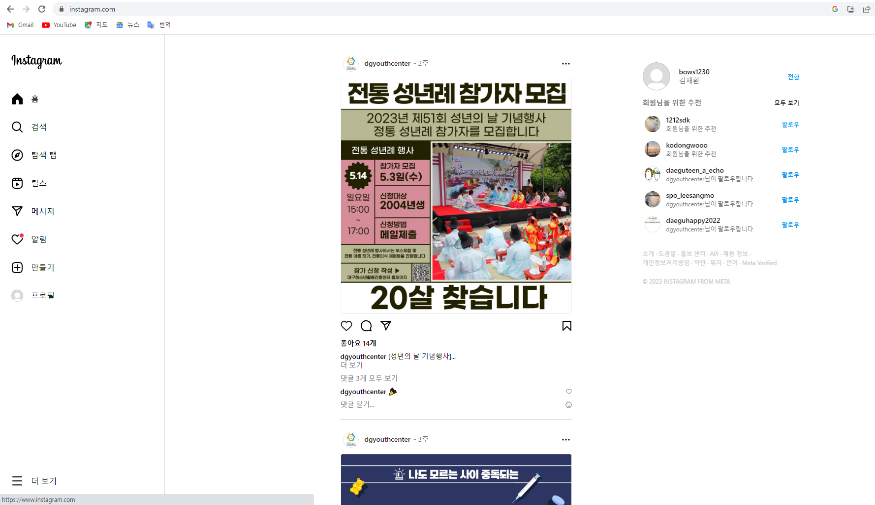 instagram.com
Gmail
YouTube
지도
뉴스
번역
Instagram
홈
검색
탐색 탭
릴스
메시지
알림
만들기
프로필
더 보기
https://www.instagram.com
dgyouthcenter • 2주
전통 성년례 참가자 모집
2023년 제51회 성년의 날 기념행사
전통 성년례 참가자를 모집합니다
전통 성년례 행사
5.14
일요일
15:00
~
17:00
참가자 모집
5.3일(수)
신청대상
2004년생
신청방법
메일제출
참가 신청 작성 ▶
20살 찾습니다
좋아요 14개
dgyouthcenter [성년의 날 기념행사]...
더 보기
댓글 3개 모두 보기
dgyouthcenter
댓글 달기...
dgyouthcenter • 3주
나도 모르는 사이 중독되는
bows1230
김재완
전환
회원님을 위한 추천
모두 보기
1212sdk
회원님을 위한 추천
팔로우
kodongwooo
회원님을 위한 추천
팔로우
daeguteen_a_echo
dgyouthcenter님이 팔로우합니다
팔로우
spo_leesangmo
dgyouthcenter님이 팔로우합니다
팔로우
daeguhappy2022
dgyouthcenter님이 팔로우합니다
팔로우
소개 · 도움말 · 홍보 센터 · API · 채용 정보 ·
개인정보처리방침 · 약관 · 위치 · 언어 · Meta Verified
© 2023 INSTAGRAM FROM META